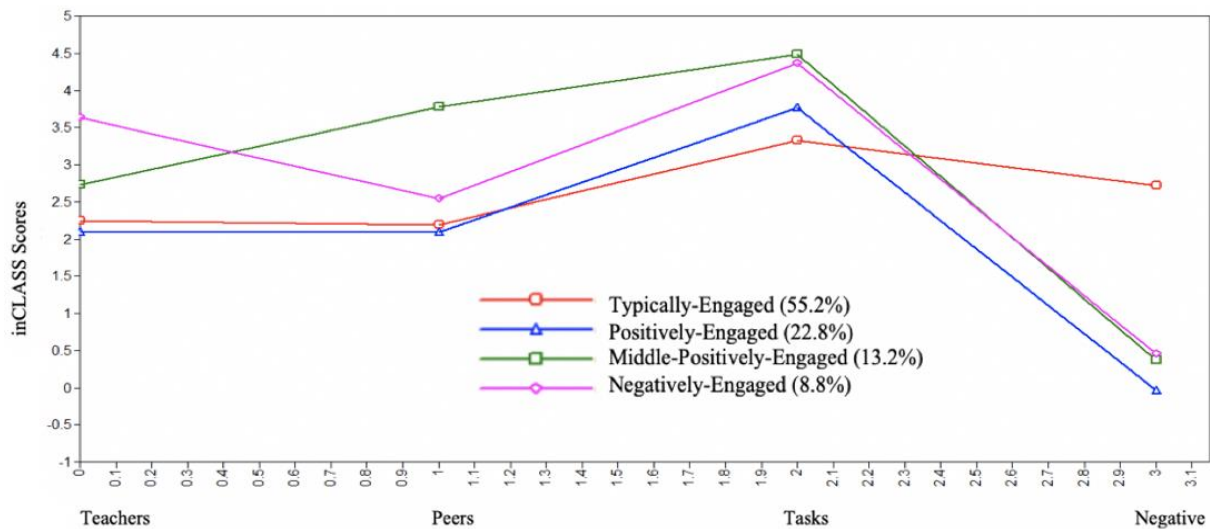 5
4.5
4
3.5
3
2.5
2
1.5
1
0.5
0
-0.5
-1
inCLASS Scores
Typically-Engaged (55.2%)
Positively-Engaged (22.8%)
Middle-Positively-Engaged (13.2%)
Negatively-Engaged (8.8%)
0 0.1 0.2 0.3 0.4 0.5 0.6 0.7 0.8 0.9 1 1.1 1.2 1.3 1.4 1.5 1.6 1.7 1.8 1.9 2 2.1 2.2 2.3 2.4 2.5 2.6 2.7 2.8 2.9 3 3.1
Teachers Peers Tasks Negative